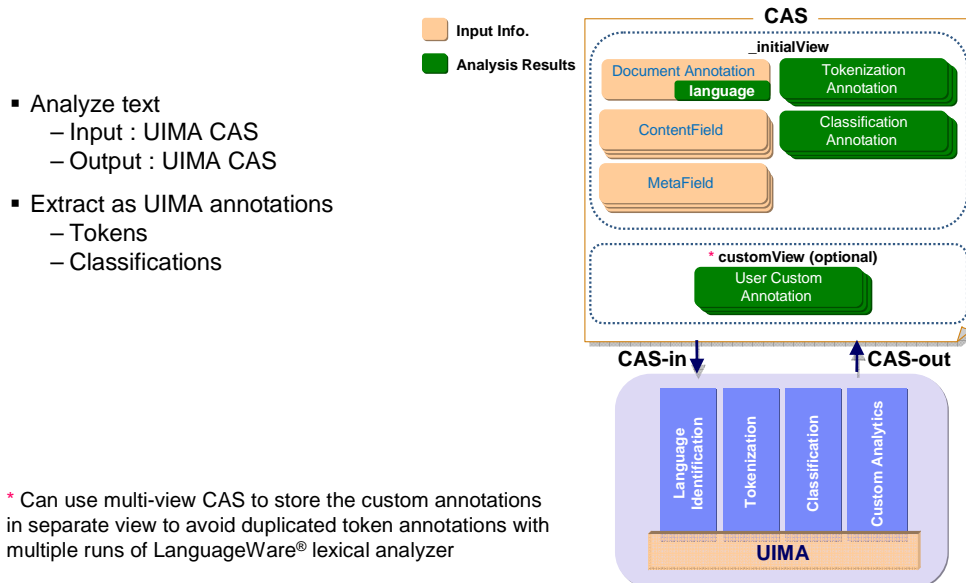 ▪ Analyze text
– Input : UIMA CAS
– Output : UIMA CAS
▪ Extract as UIMA annotations
– Tokens
– Classifications
* Can use multi-view CAS to store the custom annotations
in separate view to avoid duplicated token annotations with
multiple runs of LanguageWare® lexical analyzer
Input Info.
Analysis Results
CAS
_initialView
Document Annotation
language
Tokenization
Annotation
ContentField
Classification
Annotation
MetaField
* customView (optional)
User Custom
Annotation
CAS-in
CAS-out
Language
Identification
Tokenization
Classification
Custom Analytics
UIMA